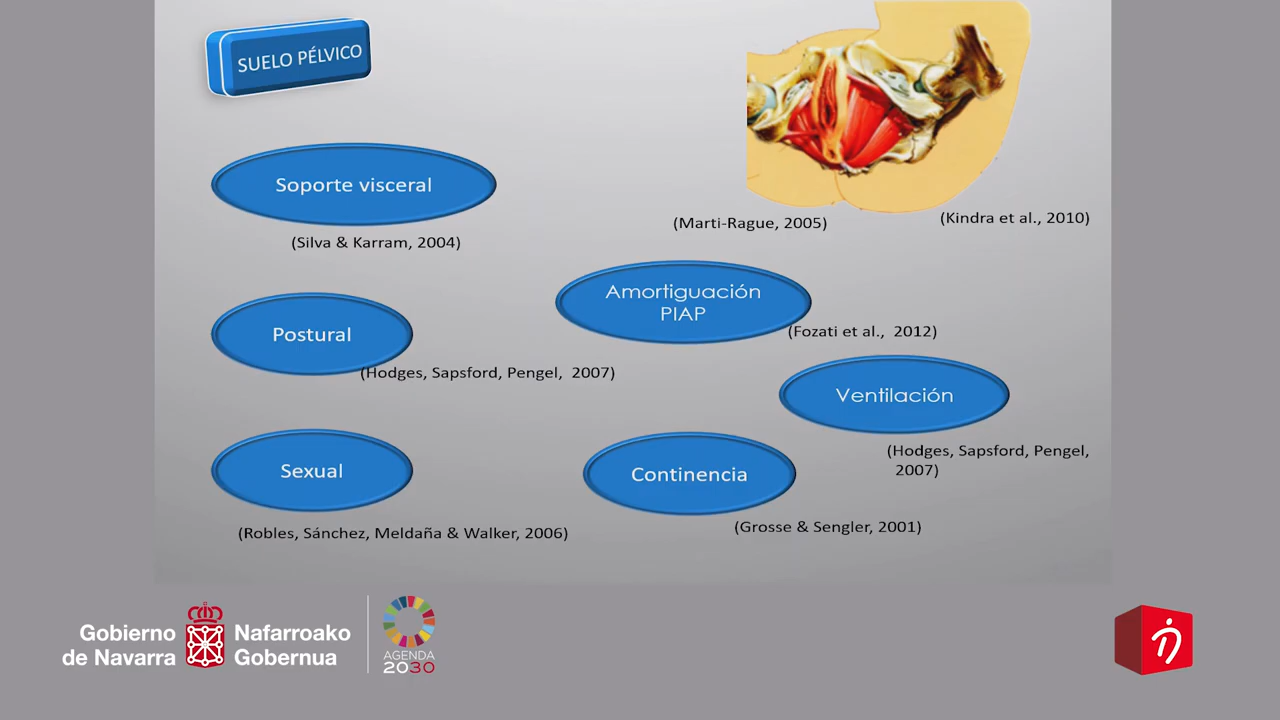 SUELO PÉLVICO
Soporte visceral
(Silva & Karram, 2004)
(Marti-Rague, 2005)
(Kindra et al., 2010)
Amortiguación
PIAP
(Fozati et al., 2012)
Postural
(Hodges, Sapsford, Pengel, 2007)
Ventilación
(Hodges, Sapsford, Pengel,
2007)
Sexual
(Robles, Sánchez, Meldaña & Walker, 2006)
Continencia
(Grosse & Sengler, 2001)
Gobierno
de Navarra
Nafarroako
Gobernua
AGENDA
2030